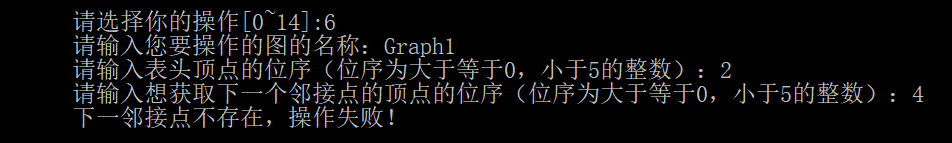 请选择你的操作[0~14]:6
请输入您要操作的图的名称：Graph1
请输入表头顶点的位序（位序为大于等于0，小于5的整数）：2
请输入想获取下一个邻接点的顶点的位序（位序为大于等于0，小于5的整数）：4
下一邻接点不存在，操作失败！